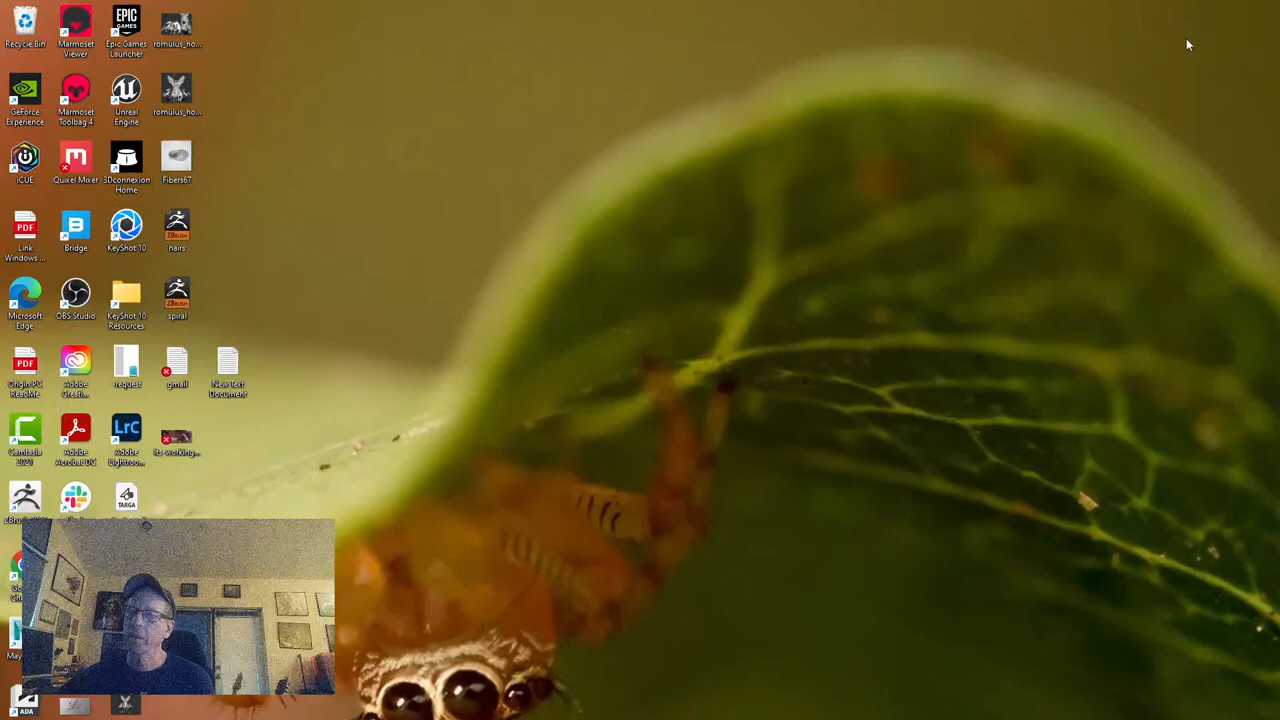 Recycle Bin
Marmoset
Viewer
EPIC
GAMES
Epic Games
Launcher
romulus_ho...
GeForce
Experience
Marmoset
Toolbag 4
Unreal
Engine
romulus_ho...
iCUE
Quixel Mixer
3Dconnexion
Home
Fibers67
PDF
Link
Windows ...
Bridge
KeyShot 10
ZBRUSH
hairs
Microsoft
Edge
OBS Studio
KeyShot 10
Resources
ZBRUSH
spiral
PDF
Origin PC
ReadMe
Adobe
Creati...
-request
gmail
New Text
Document
Camtasia
2021
Adobe
Acrobat DC
LrC
Adobe
Lightroo...
its-working...
TARGA
ADA